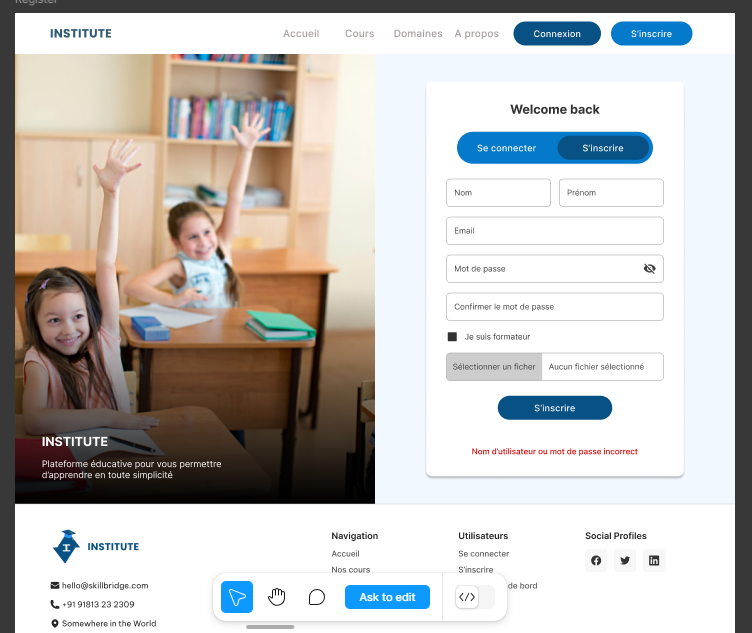 Register
INSTITUTE
Accueil
Cours
Domaines
A propos
Connexion
S'inscrire
Welcome back
Se connecter
S'inscrire
Nom
Prénom
Email
Mot de passe
Confirmer le mot de passe
Je suis formateur
Sélectionner un ficher
Aucun fichier sélectionné
S'inscrire
Nom d'utilisateur ou mot de passe incorrect
INSTITUTE
Plateforme éducative pour vous permettre
d'apprendre en toute simplicité
INSTITUTE
hello@skillbridge.com
+91 91813 23 2309
Somewhere in the World
Navigation
Accueil
Nos cours
Utilisateurs
Se connecter
S'inscrire
de bord
Social Profiles
Ask to edit